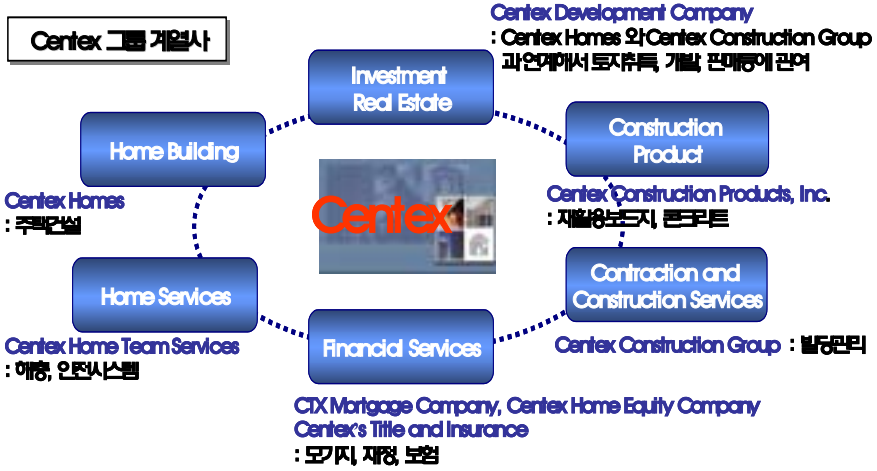 Centex 그룹 계열사
Centex Development Company
: Centex Homes 와 Centex Construction Group
과 연계해서 토지취득, 개발, 판매등에 관여
Investment
Real Estate
Home Building
Construction
Product
Centex Homes
: 주택건설
Centex
Centex Construction Products, Inc.
: 재활용보드지, 콘크리트
Home Services
Contraction and
Construction Services
Centex Home Team Services
: 해충, 안전시스템
Financial Services
Centex Construction Group : 빌딩관리
CTX Mortgage Company, Centex Home Equity Company
Centex's Title and Insurance
: 모기지, 재정, 보험